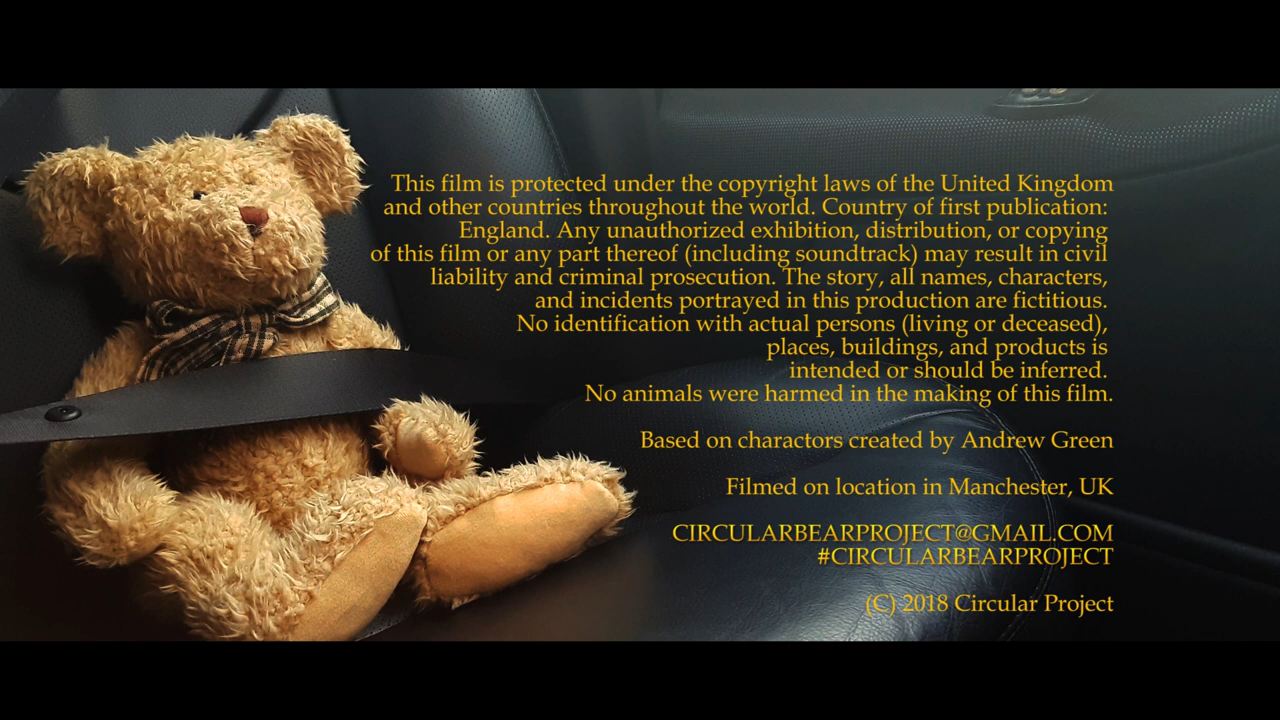 This film is protected under the copyright laws of the United Kingdom
and other countries throughout the world. Country of first publication:
England. Any unauthorized exhibition, distribution, or copying
of this film or any part thereof (including soundtrack) may result in civil
liability and criminal prosecution. The story, all names, characters,
and incidents portrayed in this production are fictitious.
No identification with actual persons (living or deceased),
places, buildings, and products is
intended or should be inferred.
No animals were harmed in the making of this film.
Based on charactors created by Andrew Green
Filmed on location in Manchester, UK
CIRCULARBEARPROJECT@GMAIL.COM
#CIRCULARBEARPROJECT
(C) 2018 Circular Project